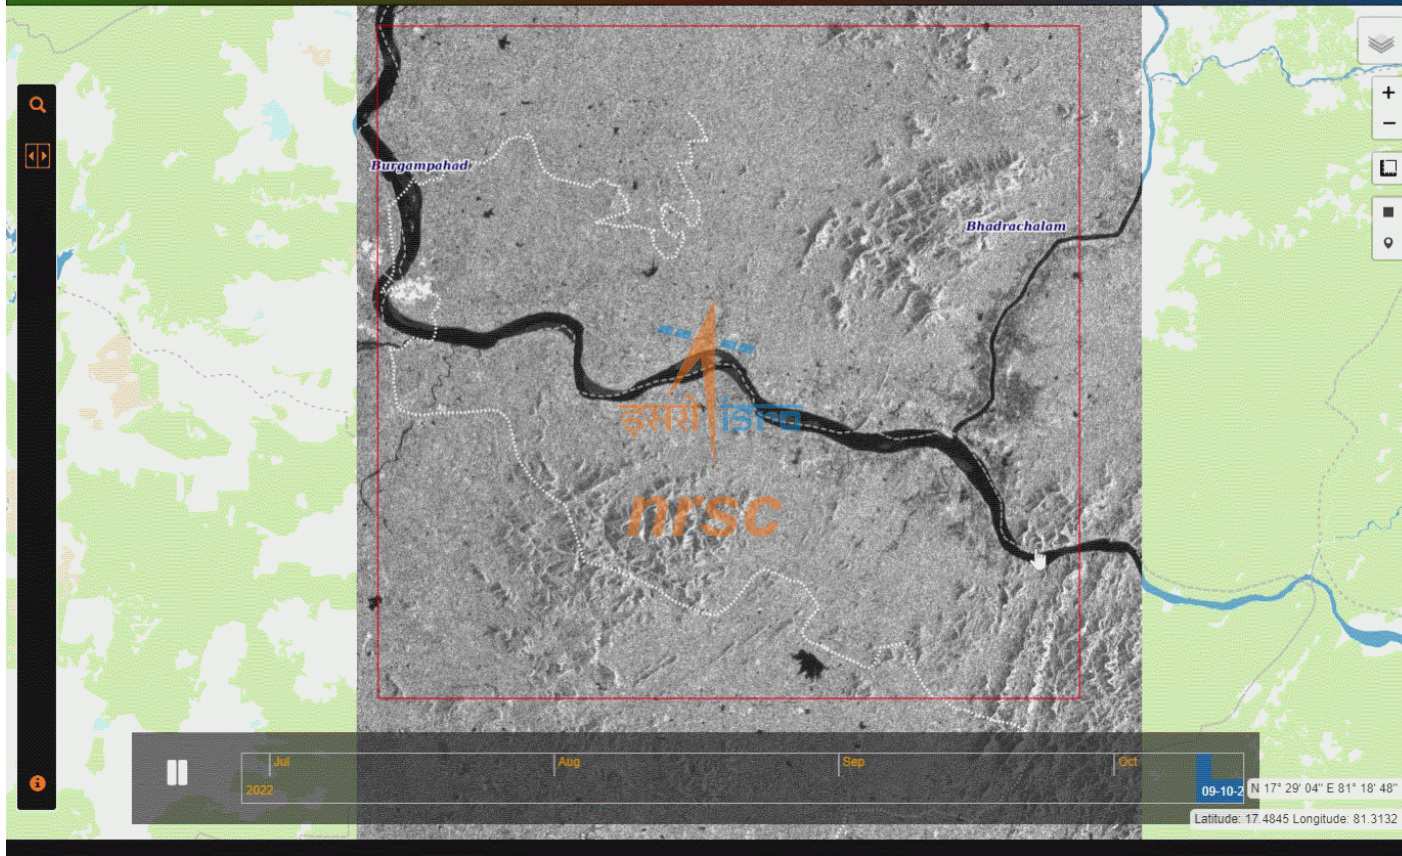 Burgampahad
Bhadrachalam
इसरो isro
nrsc
Jul
Aug
Sep
Oct
2022
09-10-2
N 17° 29' 04" E 81° 18' 48"
Latitude: 17.4845 Longitude: 81.3132